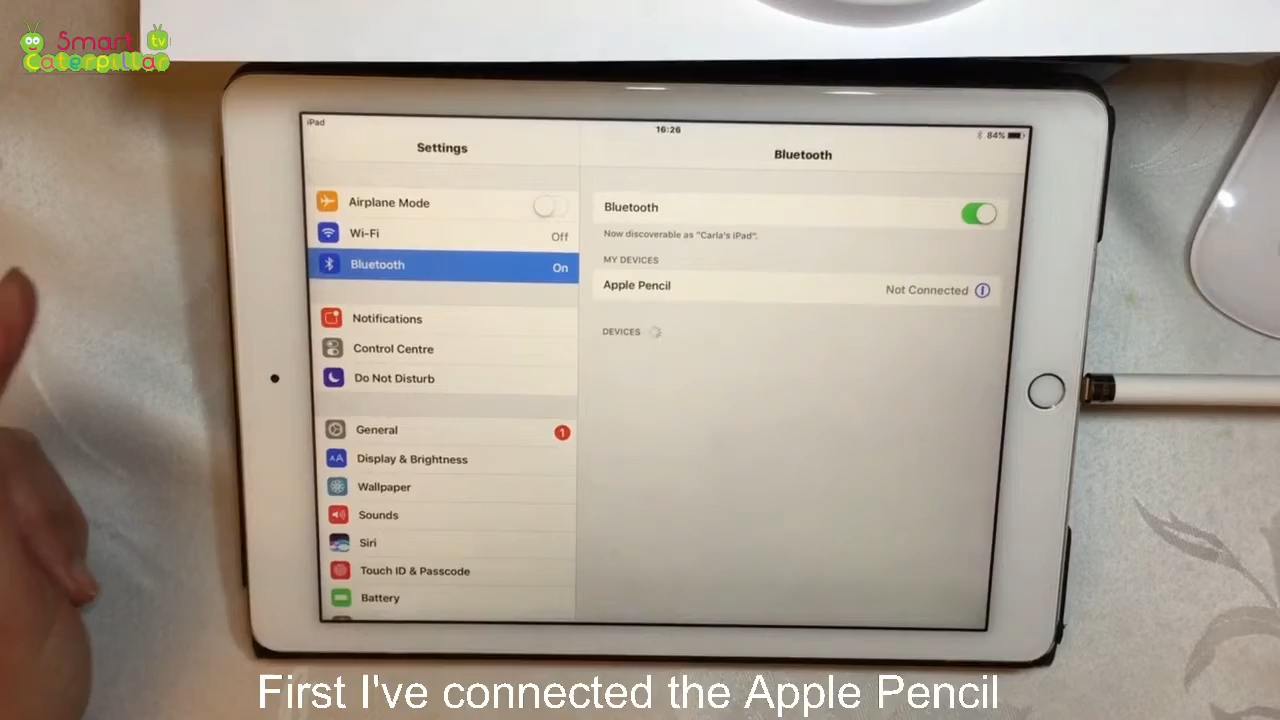 Smart tv
Caterpillar
iPad
16:26
84%
Settings
Bluetooth
Airplane Mode
Wi-Fi
Off
Bluetooth
On
Notifications
Control Centre
Do Not Disturb
General
1
Display & Brightness
AA
Wallpaper
Sounds
Siri
Touch ID & Passcode
Battery
Bluetooth
Now discoverable as "Carla's iPad".
MY DEVICES
Apple Pencil
Not Connected
DEVICES
First I've connected the Apple Pencil